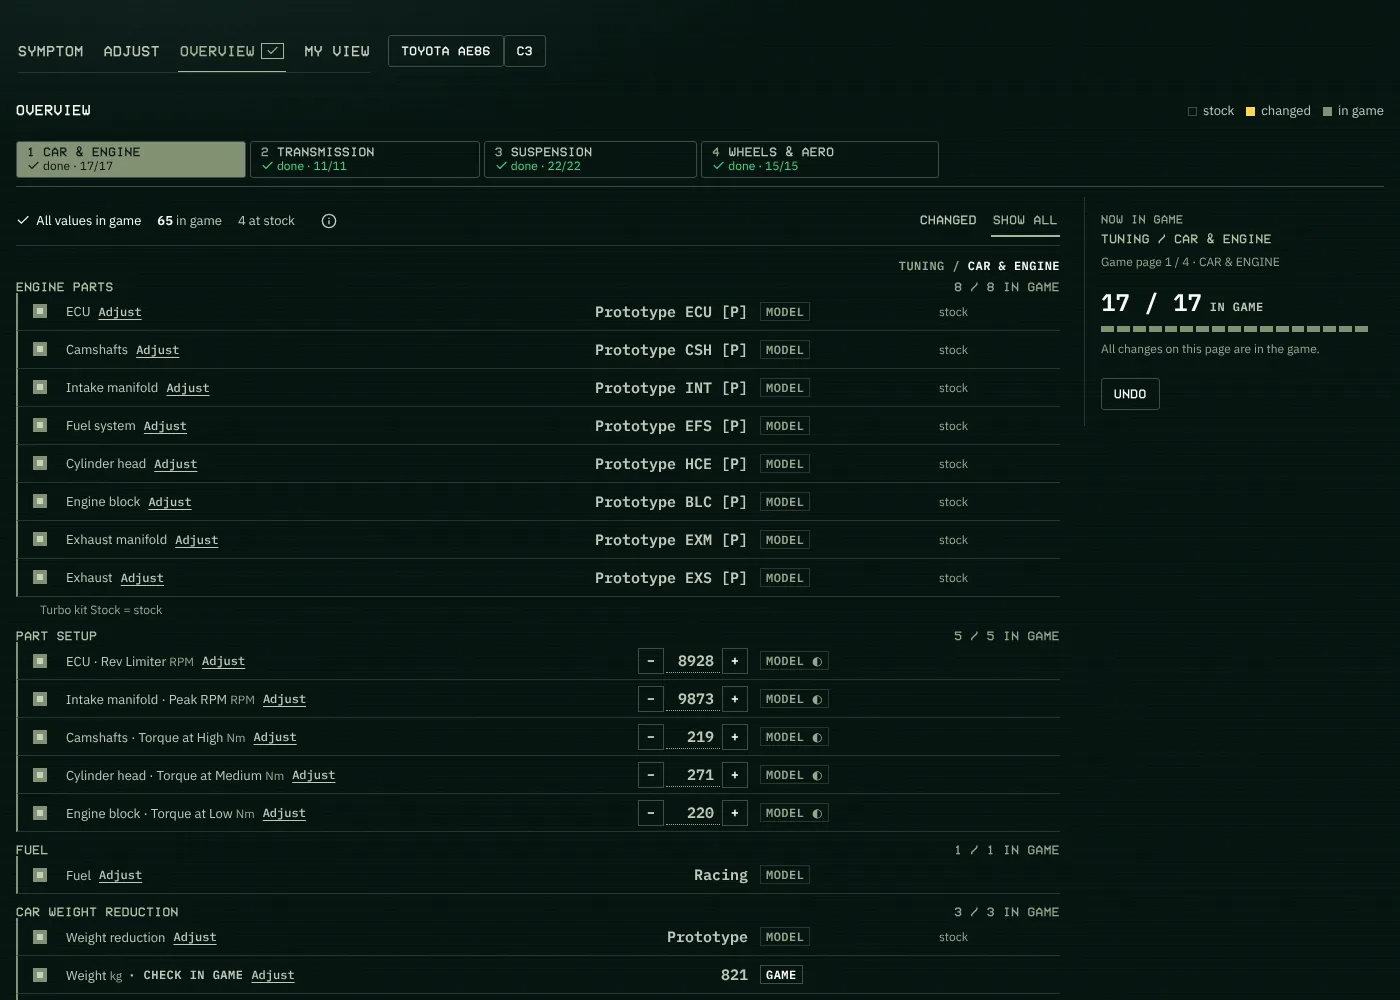 SYMPTOM ADJUST OVERVIEW MY VIEW TOYOTA AE86 C3
OVERVIEW
stock changed in game
1 CAR & ENGINE
done · 17/17
2 TRANSMISSION
done · 11/11
3 SUSPENSION
done · 22/22
4 WHEELS & AERO
done · 15/15
All values in game 65 in game 4 at stock
CHANGED SHOW ALL
TUNING / CAR & ENGINE
ENGINE PARTS 8 / 8 IN GAME
ECU Adjust Prototype ECU [P] MODEL stock
Camshafts Adjust Prototype CSH [P] MODEL stock
Intake manifold Adjust Prototype INT [P] MODEL stock
Fuel system Adjust Prototype EFS [P] MODEL stock
Cylinder head Adjust Prototype HCE [P] MODEL stock
Engine block Adjust Prototype BLC [P] MODEL stock
Exhaust manifold Adjust Prototype EXM [P] MODEL stock
Exhaust Adjust Prototype EXS [P] MODEL stock
Turbo kit Stock = stock
PART SETUP 5 / 5 IN GAME
ECU · Rev Limiter RPM Adjust - 8928 + MODEL
Intake manifold · Peak RPM RPM Adjust - 9873 + MODEL
Camshafts · Torque at High Nm Adjust - 219 + MODEL
Cylinder head · Torque at Medium Nm Adjust - 271 + MODEL
Engine block · Torque at Low Nm Adjust - 220 + MODEL
FUEL 1 / 1 IN GAME
Fuel Adjust Racing MODEL
CAR WEIGHT REDUCTION 3 / 3 IN GAME
Weight reduction Adjust Prototype MODEL stock
Weight kg · CHECK IN GAME Adjust 821 GAME
NOW IN GAME
TUNING / CAR & ENGINE
Game page 1 / 4 · CAR & ENGINE
17 / 17 IN GAME
All changes on this page are in the game.
UNDO